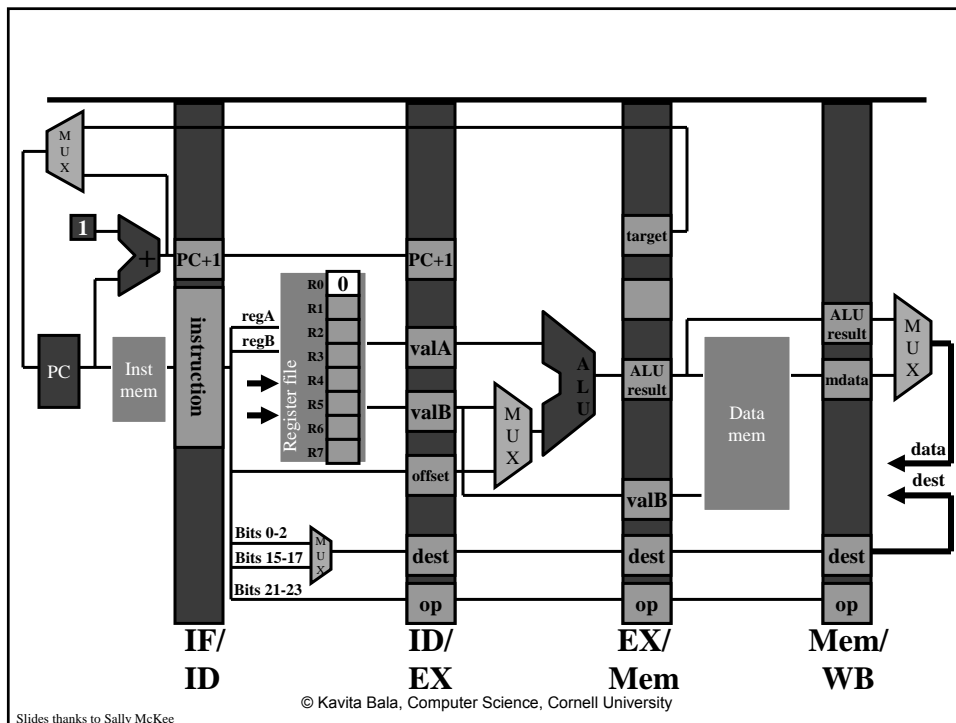 M
U
X
1
+
target
PC+1
PC+1
R0
0
R1
regA
R2
regB
R3
R4
R5
R6
R7
Register file
instruction
PC
Inst
mem
valA
valB
offset
M
U
X
A
L
U
ALU
result
Data
mem
valB
ALU
result
mdata
M
U
X
data
dest
Bits 0-2
Bits 15-17
Bits 21-23
M
U
X
dest
dest
dest
op
op
op
IF/
ID
ID/
EX
EX/
Mem
Mem/
WB
© Kavita Bala, Computer Science, Cornell University
Slides thanks to Sally McKee